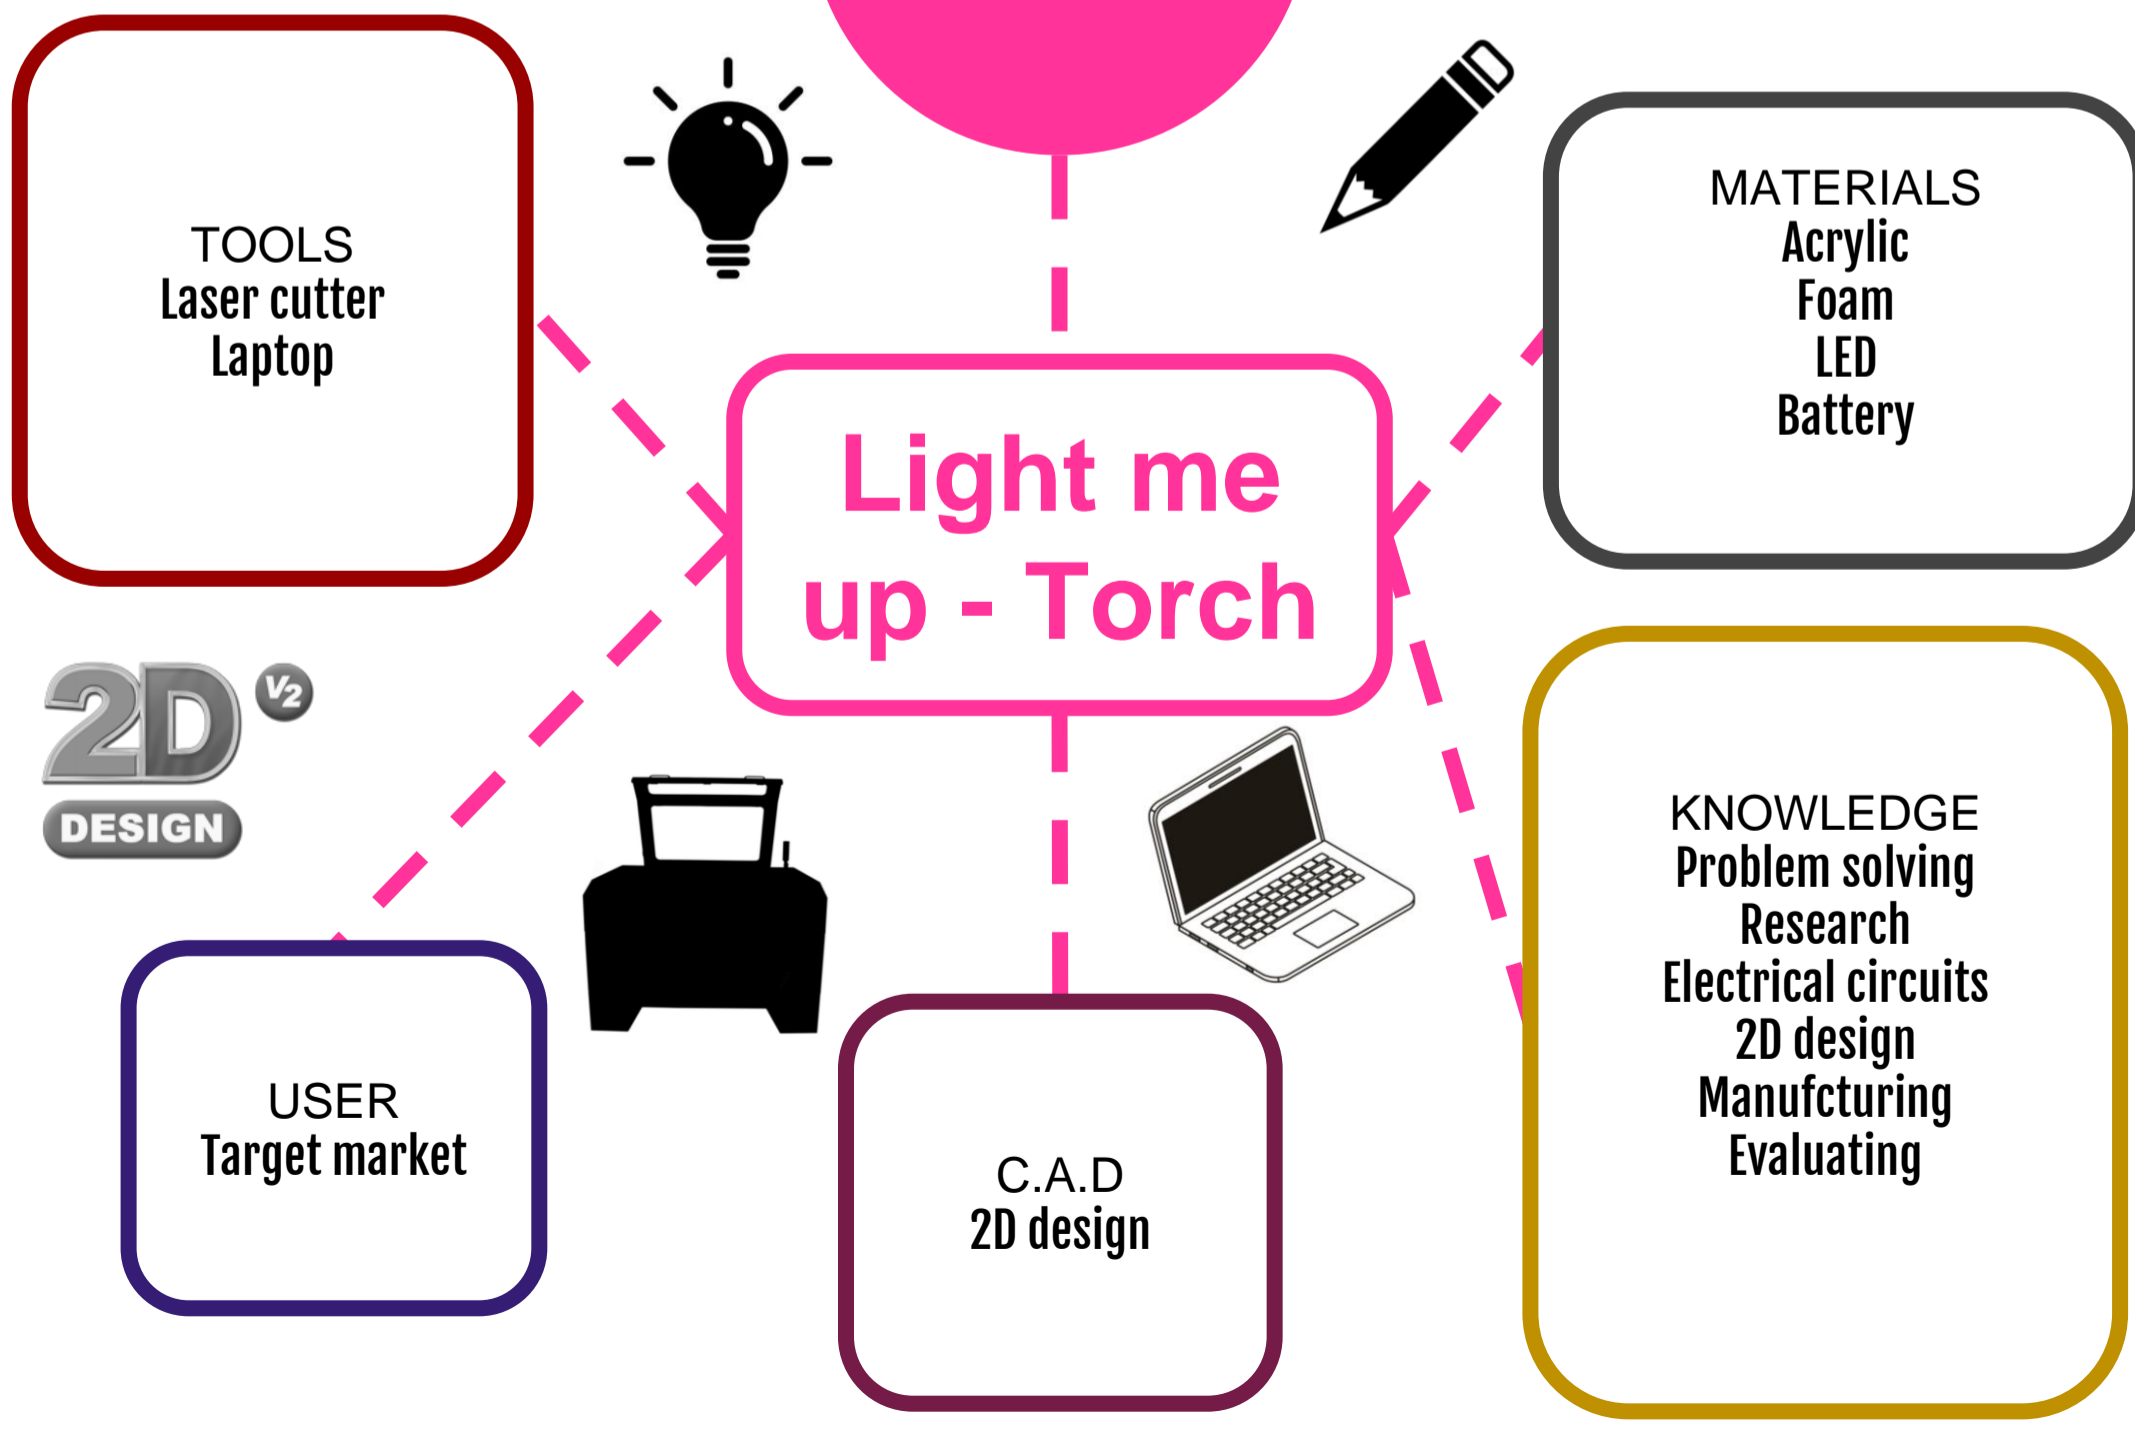 TOOLS
Laser cutter
Laptop
MATERIALS
Acrylic
Foam
LED
Battery
Light me
up - Torch
2D V2
DESIGN
KNOWLEDGE
Problem solving
Research
Electrical circuits
2D design
Manufcturing
Evaluating
USER
Target market
C.A.D
2D design